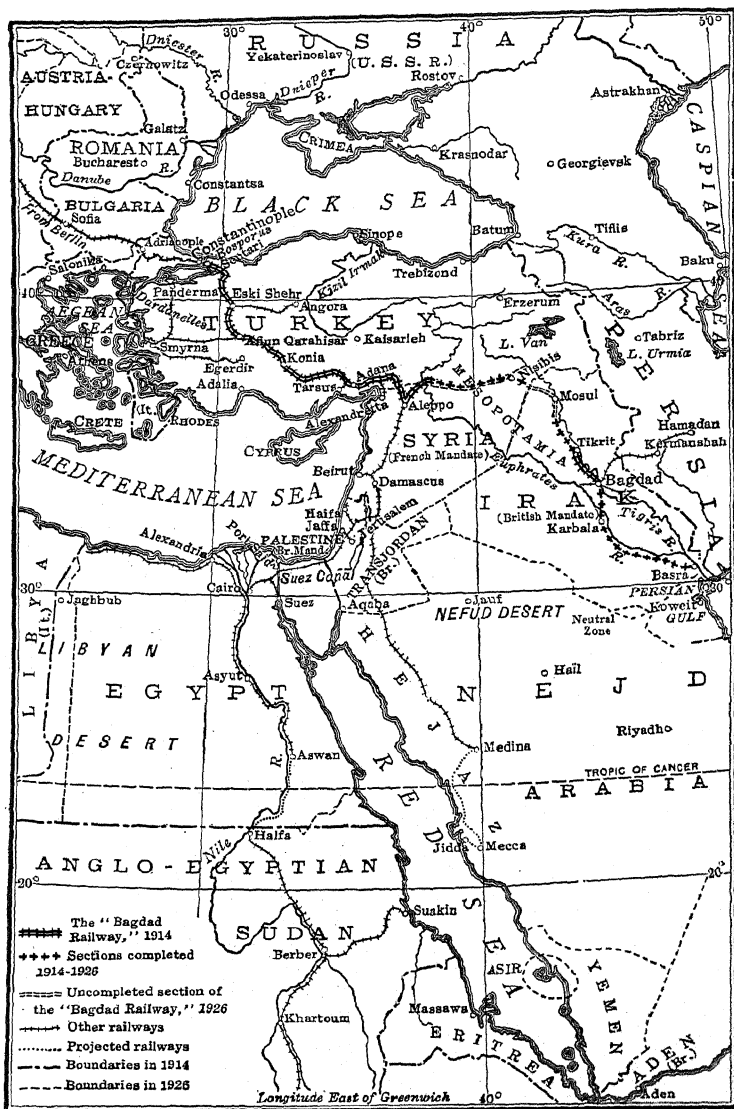 30°
40°
50°
RUSSIA
(U.S.S.R.)
Dniester R.
Czernowitz
Yekaterinoslav
Dnieper R.
Rostov
AUSTRIA-
HUNGARY
Odessa
Astrakhan
Galatz
CRIMEA
Krasnodar
Georgievsk
CASPIAN SEA
ROMANIA
Bucharest
Danube R.
Constantsa
BLACK SEA
BULGARIA
Sofia
From Berlin
Constantinople
Bosporus
Adrianople
Scutari
Sinope
Batum
Tiflis
Kura R.
Salonika
Trebizond
Baku
40°
Panderma
Eski Shehr
Kizil Irmak
Angora
Erzerum
Aras R.
AEGEAN SEA
Dardanelles
TURKEY
GREECE
Afiun Qarahisar
Kaisarieh
L. Van
Tabriz
L. Urmia
Smyrna
Konia
Athens
Egerdir
Adalia
Tarsus
Adana
Nisibis
PERSIA
(It.)
RHODES
CRETE
Alexandretta
Aleppo
MESOPOTAMIA
Mosul
Hamadan
CYPRUS
SYRIA
(French Mandate)
Tikrit
Kermanshah
MEDITERRANEAN SEA
Euphrates R.
Bagdad
Beirut
Damascus
IRAK
(British Mandate)
Karbala
Tigris R.
Haifa
Jaffa
Jerusalem
Alexandria
Port Said
PALESTINE
(Br. Mand.)
TRANSJORDAN
(Br.)
Basra
Cairo
Suez Canal
30°
30°
PERSIAN
GULF
Koweit
Jaghbub
Suez
Aqaba
Jauf
NEFUD DESERT
Neutral
Zone
LIBYA
(It.)
LIBYAN
DESERT
HEJAZ
Haïl
Asyut
EGYPT
NEJD
Riyadho
Medina
Aswan
R.
TROPIC OF CANCER
ARABIA
RED SEA
Halfa
Nile
Jidda
Mecca
ANGLO-EGYPTIAN
SUDAN
20°
20°
Suakin
The "Bagdad
Railway," 1914
Sections completed
1914-1926
Uncompleted section of
the "Bagdad Railway," 1926
Other railways
Projected railways
Boundaries in 1914
Boundaries in 1926
Berber
ASIR
YEMEN
Khartoum
Massawa
ERITREA
ADEN
(Br.)
Aden
Longitude East of Greenwich
40°